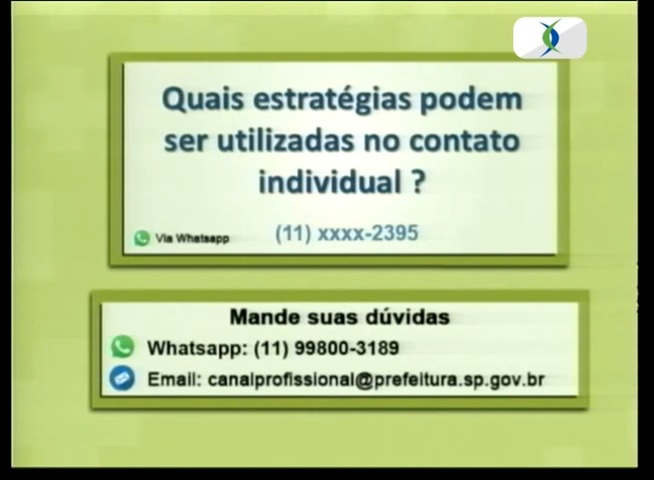 Quais estratégias podem
ser utilizadas no contato
individual ?
Via Whatsapp (11) xxxx-2395
Mande suas dúvidas
Whatsapp: (11) 99800-3189
Email: canalprofissional@prefeitura.sp.gov.br